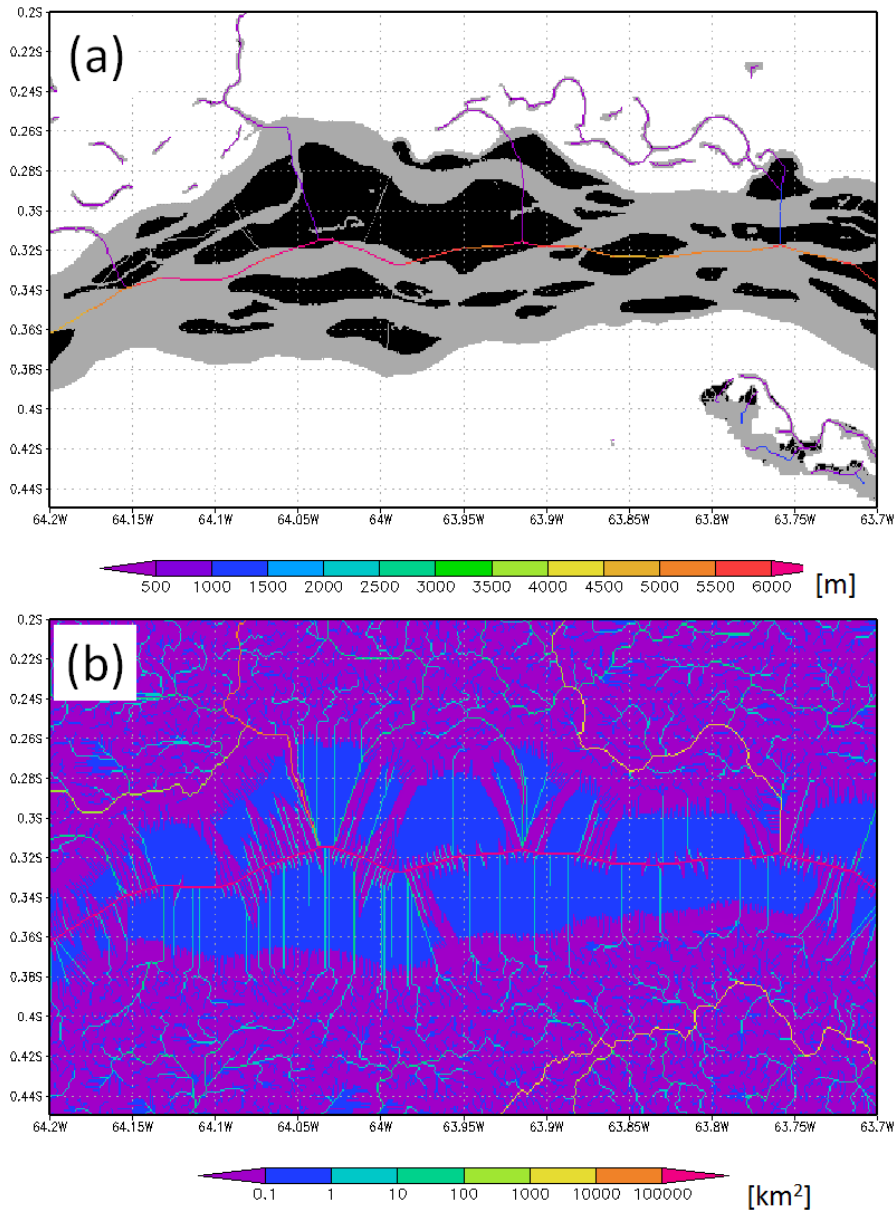 (a)
0.2S
0.22S
0.24S
0.26S
0.28S
0.3S
0.32S
0.34S
0.36S
0.38S
0.4S
0.42S
0.44S
64.2W 64.15W 64.1W 64.05W 64W 63.95W 63.9W 63.85W 63.8W 63.75W 63.7W
500 1000 1500 2000 2500 3000 3500 4000 4500 5000 5500 6000 [m]
(b)
0.2S
0.22S
0.24S
0.26S
0.28S
0.3S
0.32S
0.34S
0.36S
0.38S
0.4S
0.42S
0.44S
64.2W 64.15W 64.1W 64.05W 64W 63.95W 63.9W 63.85W 63.8W 63.75W 63.7W
0.1 1 10 100 1000 10000 100000 [km²]